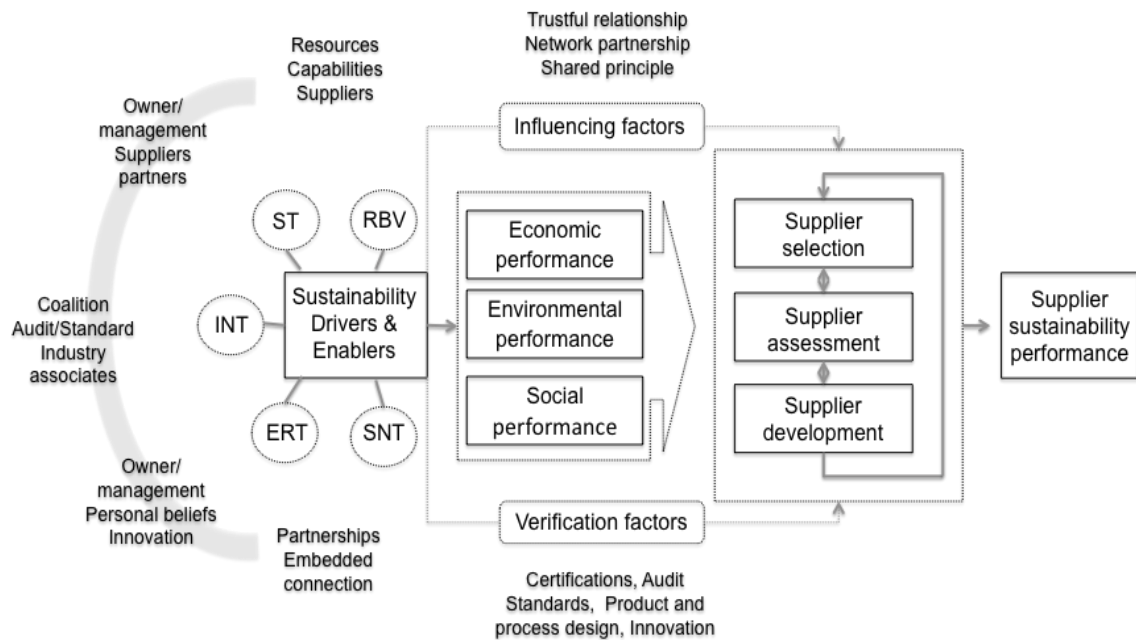 Trustful relationship
Network partnership
Shared principle
Resources
Capabilities
Suppliers
Owner/
management
Suppliers
partners
Influencing factors
ST
RBV
INT
ERT
SNT
Sustainability
Drivers &
Enablers
Coalition
Audit/Standard
Industry
associates
Owner/
management
Personal beliefs
Innovation
Partnerships
Embedded
connection
Economic
performance
Environmental
performance
Social
performance
Supplier
selection
Supplier
assessment
Supplier
development
Supplier
sustainability
performance
Verification factors
Certifications, Audit
Standards, Product and
process design, Innovation